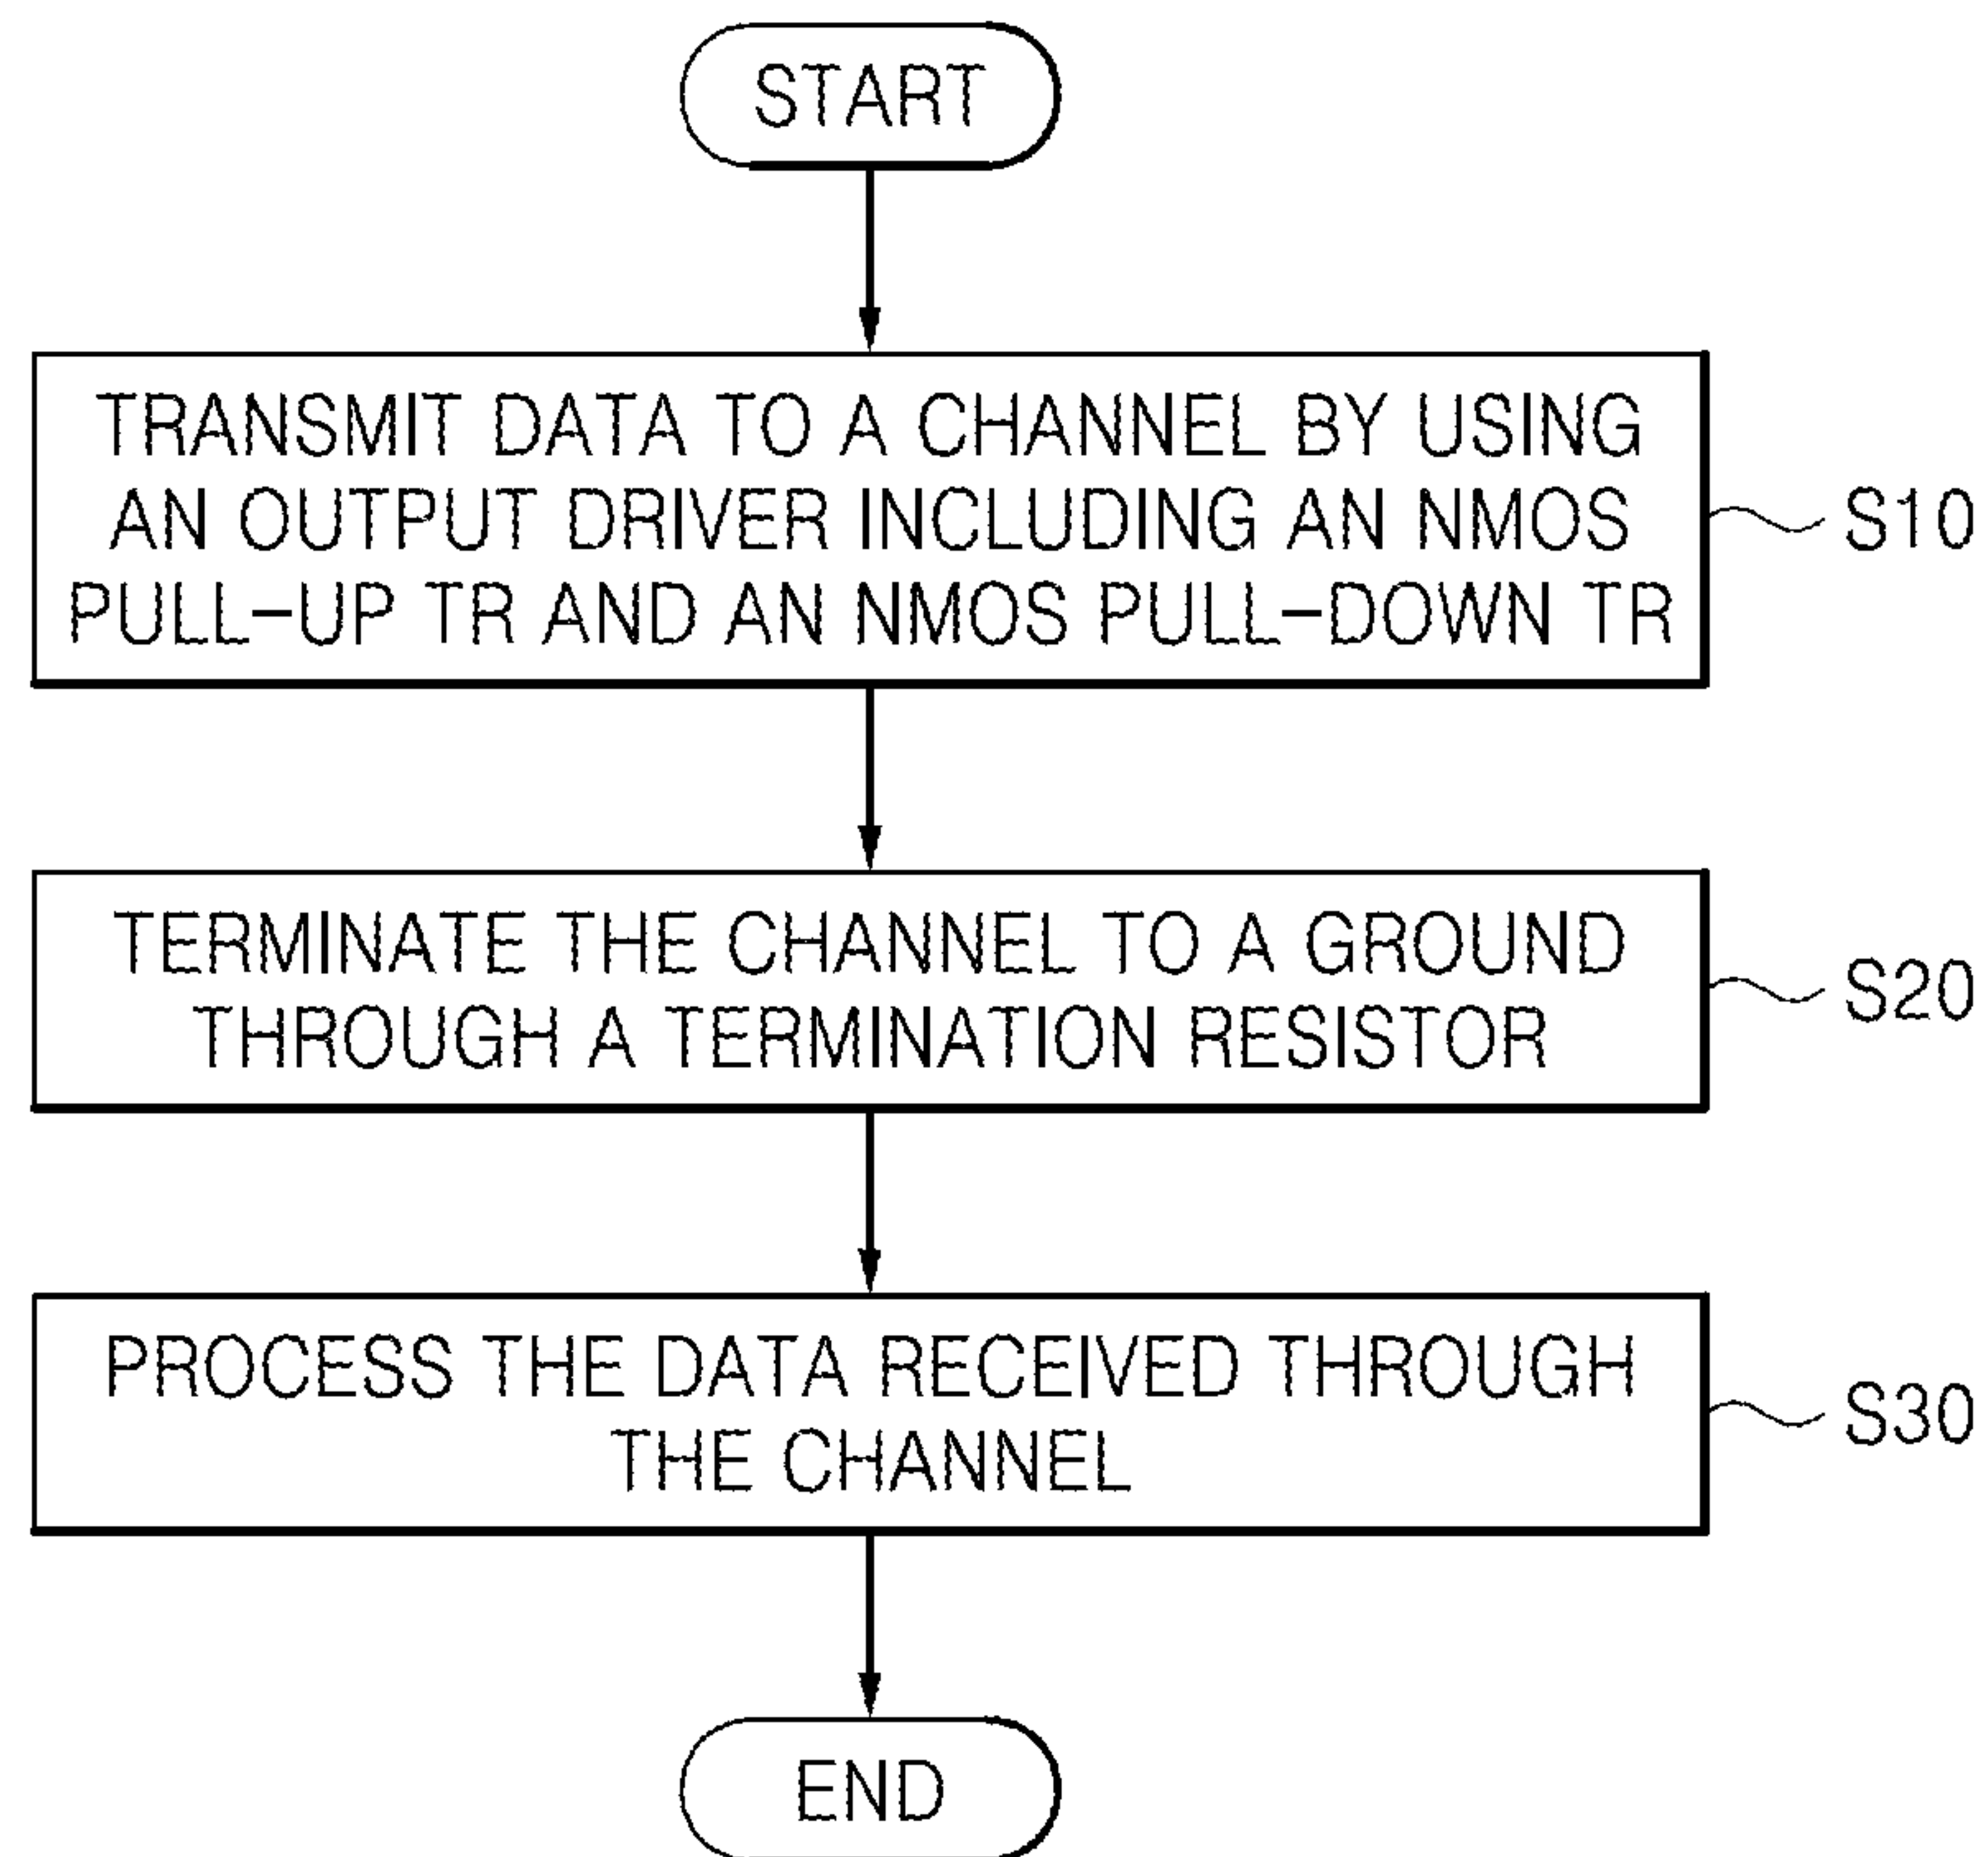 START
TRANSMIT DATA TO A CHANNEL BY USING
AN OUTPUT DRIVER INCLUDING AN NMOS
PULL-UP TR AND AN NMOS PULL-DOWN TR
S10
TERMINATE THE CHANNEL TO A GROUND
THROUGH A TERMINATION RESISTOR
S20
PROCESS THE DATA RECEIVED THROUGH
THE CHANNEL
S30
END